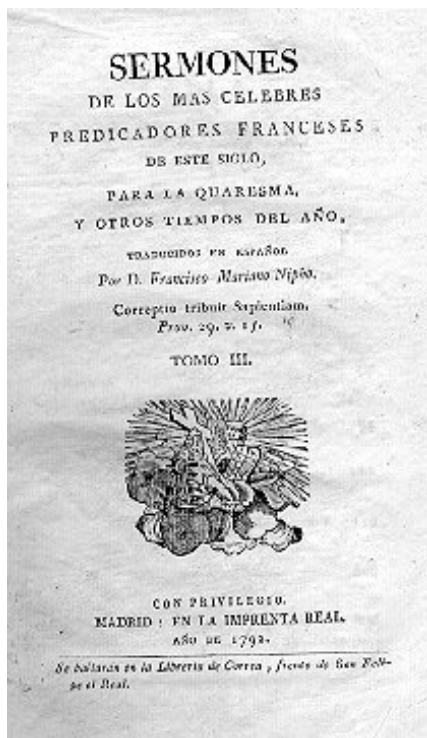 SERMONES
DE LOS MAS CELEBRES
PREDICADORES FRANCESES
DE ESTE SIGLO,
PARA LA QUARESMA,
Y OTROS TIEMPOS DEL AÑO,
TRADUCIDOS EN ESPAÑOL
Por D. Francisco Mariano Nipho.
Correptio tribuit Sapientiam.
Prov. 29. v. 15.
TOMO III.
CON PRIVILEGIO.
MADRID: EN LA IMPRENTA REAL.
AÑO DE 1792.
Se hallarán en la Librería de Correa, frente de San Feli-
pe el Real.